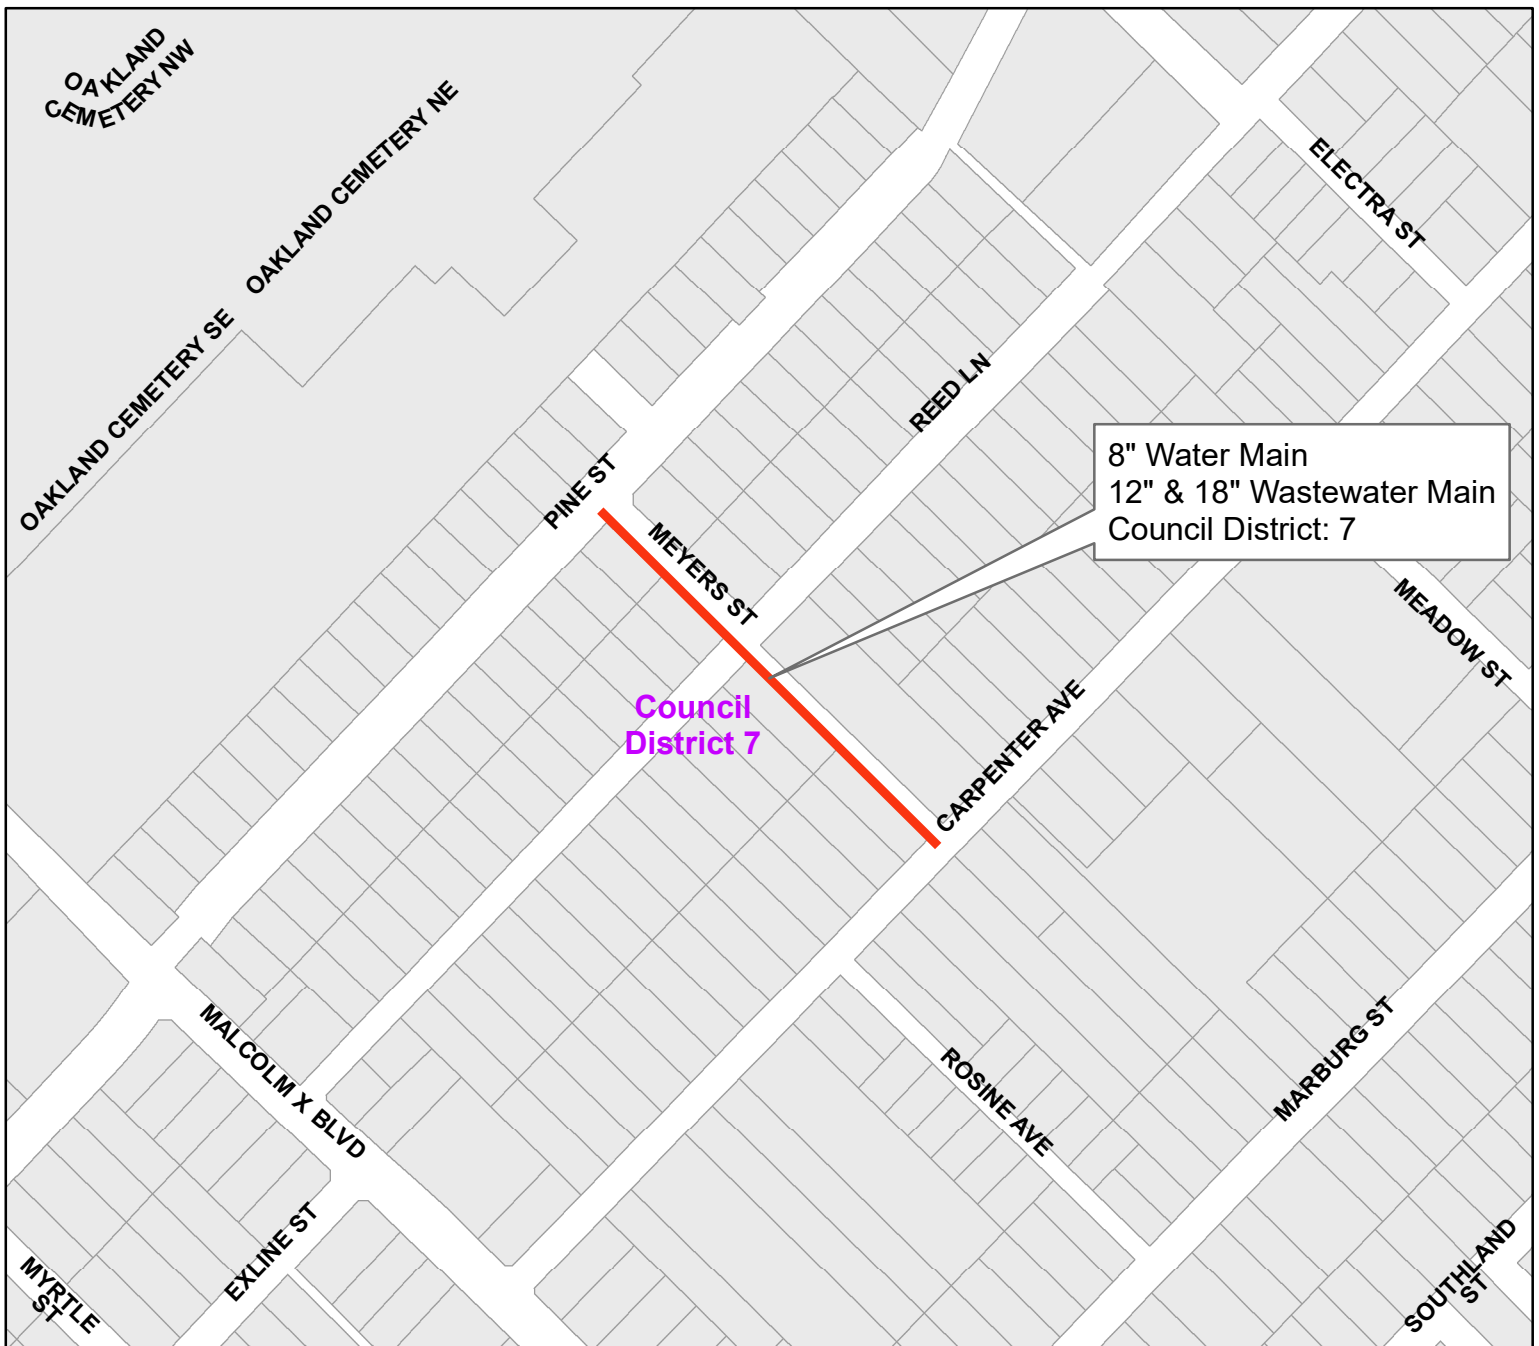 OAKLAND
CEMETERY NW
OAKLAND CEMETERY NE
OAKLAND CEMETERY SE
ELECTRA ST
REED LN
PINE ST
MEYERS ST
8" Water Main
12" & 18" Wastewater Main
Council District: 7
MEADOW ST
Council
District 7
CARPENTER AVE
MALCOLM X BLVD
ROSINE AVE
MARBURG ST
EXLINE ST
MYRTLE
ST
SOUTHLAND
ST